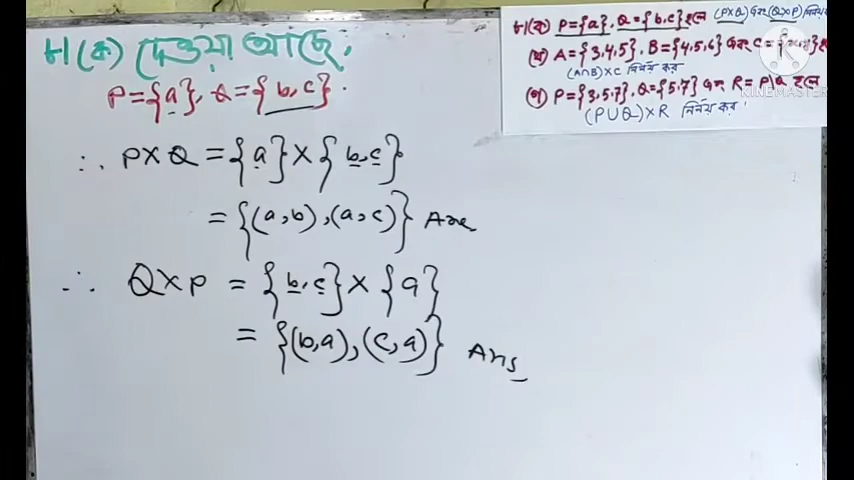 ৮।(ক) দেওয়া আছে,
P={a}, Q={b,c}.
∴ P×Q={a}×{b,c}
={(a,b),(a,c)} Ans
∴ Q×P = {b,c}×{a}
= {(b,a),(c,a)} Ans
৮।(ক) P={a}, Q={b,c} হলে (P×Q) এবং (Q×P) নির্ণয় কর
(খ) A={3,4,5}, B={4,5,6} এবং C={x,y}
(A∩B)×C নির্ণয় কর
(গ) P={3,5,7}, Q={5,7} এবং R=P\Q হলে
(P∪Q)×R নির্ণয় কর
KINEMASTER